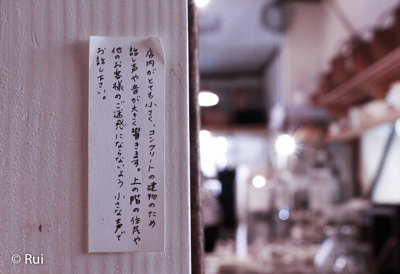 店内がとても小さく、コンクリートの建物のため
話し声や音が大きく響きます。上の階の住民や
他のお客様のご迷惑にならないよう 小さな声で
お話し下さい。
© Rui